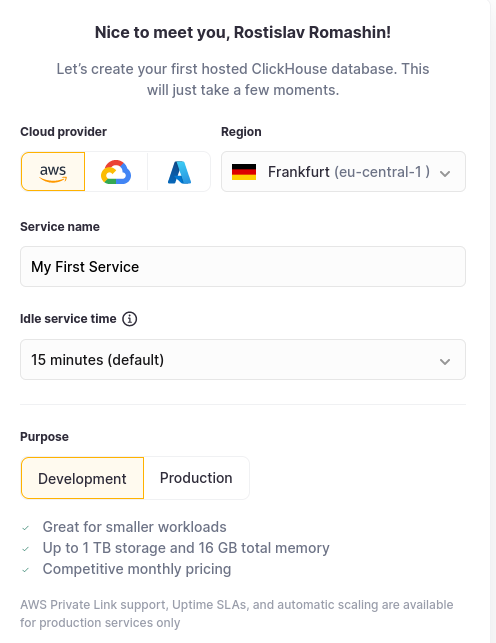 Nice to meet you, Rostislav Romashin!
Let's create your first hosted ClickHouse database. This
will just take a few moments.
Cloud provider
Region
aws
Frankfurt (eu-central-1 )
Service name
My First Service
Idle service time
15 minutes (default)
Purpose
Development
Production
Great for smaller workloads
Up to 1 TB storage and 16 GB total memory
Competitive monthly pricing
AWS Private Link support, Uptime SLAs, and automatic scaling are available
for production services only